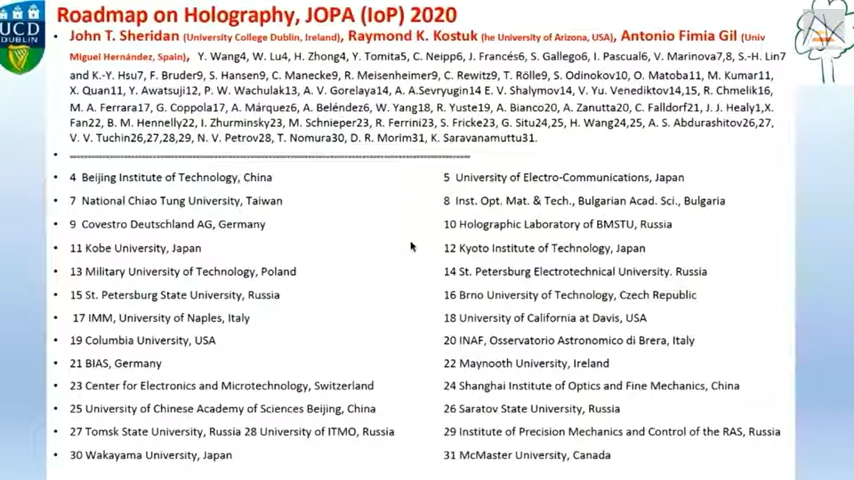 UCD
DUBLIN
Roadmap on Holography, JOPA (IoP) 2020
• John T. Sheridan (University College Dublin, Ireland), Raymond K. Kostuk (he University of Arizona, USA), Antonio Fimia Gil (Univ
Miguel Hernández, Spain), Y. Wang4, W. Lu4, H. Zhong4, Y. Tomita5, C. Neipp6, J. Francés6, S. Gallego6, I. Pascual6, V. Marinova7,8, S.-H. Lin7
and K.-Y. Hsu7, F. Bruder9, S. Hansen9, C. Manecke9, R. Meisenheimer9, C. Rewitz9, T. Rölle9, S. Odinokov10, O. Matoba11, M. Kumar11,
X. Quan11, Y. Awatsuji12, P. W. Wachulak13, A. V. Gorelaya14, A. A.Sevryugin14 E. V. Shalymov14, V. Yu. Venediktov14,15, R. Chmelik16,
M. A. Ferrara17, G. Coppola17, A. Márquez6, A. Beléndez6, W. Yang18, R. Yuste19, A. Bianco20, A. Zanutta20, C. Falldorf21, J. J. Healy1,X.
Fan22, B. M. Hennelly22, I. Zhurminsky23, M. Schnieper23, R. Ferrini23, S. Fricke23, G. Situ24,25, H. Wang24,25, A. S. Abdurashitov26,27,
V. V. Tuchin26,27,28,29, N. V. Petrov28, T. Nomura30, D. R. Morim31, K. Saravanamuttu31.
• 4 Beijing Institute of Technology, China 5 University of Electro-Communications, Japan
• 7 National Chiao Tung University, Taiwan 8 Inst. Opt. Mat. & Tech., Bulgarian Acad. Sci., Bulgaria
• 9 Covestro Deutschland AG, Germany 10 Holographic Laboratory of BMSTU, Russia
• 11 Kobe University, Japan 12 Kyoto Institute of Technology, Japan
• 13 Military University of Technology, Poland 14 St. Petersburg Electrotechnical University. Russia
• 15 St. Petersburg State University, Russia 16 Brno University of Technology, Czech Republic
• 17 IMM, University of Naples, Italy 18 University of California at Davis, USA
• 19 Columbia University, USA 20 INAF, Osservatorio Astronomico di Brera, Italy
• 21 BIAS, Germany 22 Maynooth University, Ireland
• 23 Center for Electronics and Microtechnology, Switzerland 24 Shanghai Institute of Optics and Fine Mechanics, China
• 25 University of Chinese Academy of Sciences Beijing, China 26 Saratov State University, Russia
• 27 Tomsk State University, Russia 28 University of ITMO, Russia 29 Institute of Precision Mechanics and Control of the RAS, Russia
• 30 Wakayama University, Japan 31 McMaster University, Canada